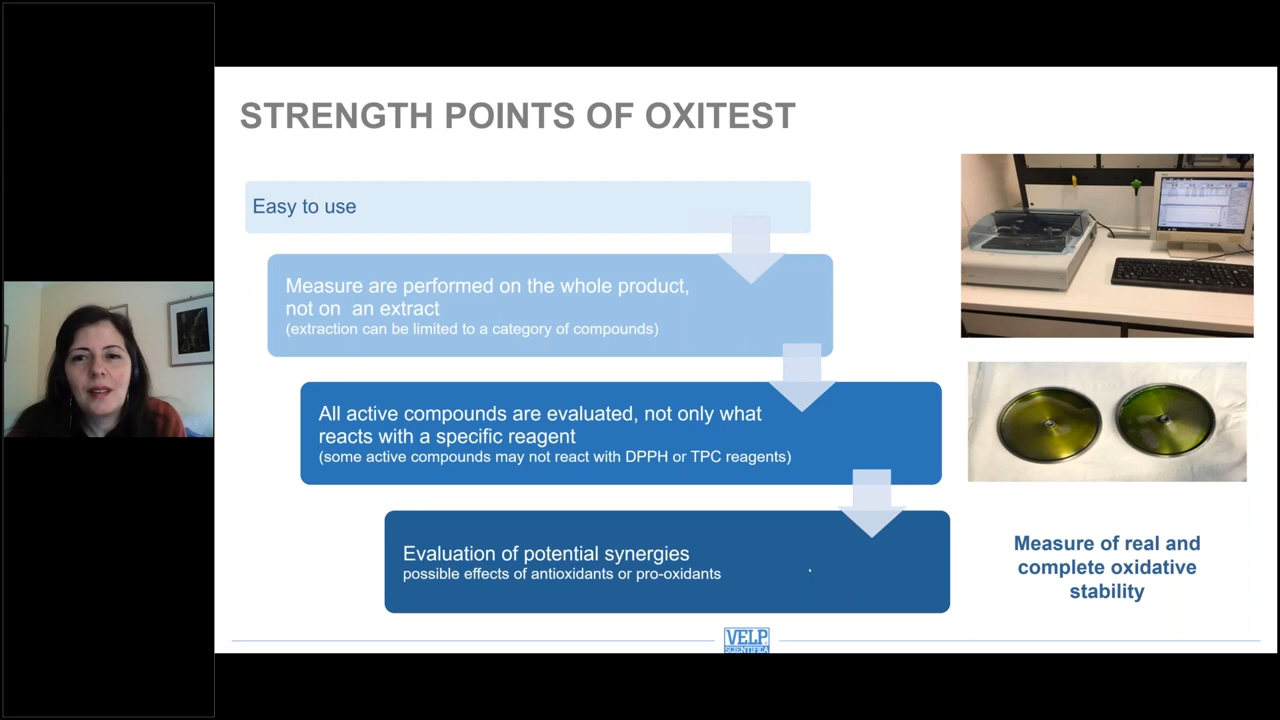 STRENGTH POINTS OF OXITEST
Easy to use
Measure are performed on the whole product,
not on an extract
(extraction can be limited to a category of compounds)
All active compounds are evaluated, not only what
reacts with a specific reagent
(some active compounds may not react with DPPH or TPC reagents)
Evaluation of potential synergies
possible effects of antioxidants or pro-oxidants
Measure of real and
complete oxidative
stability
VELP
SCIENTIFICA